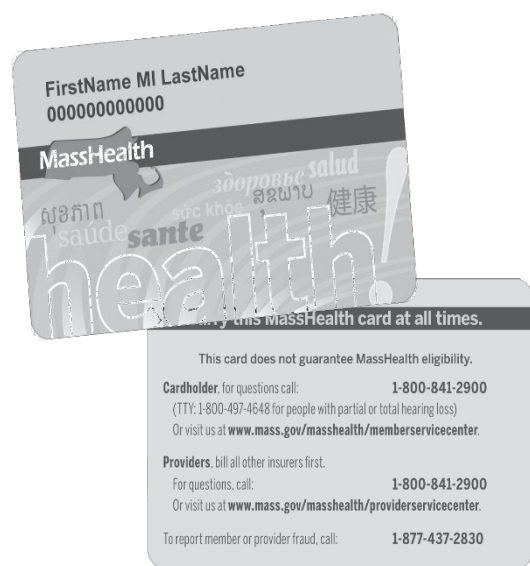 FirstName MI LastName
000000000000
MassHealth
здоровье salud
សុខភាព sức khỏe ສຸຂພາບ 健康
saúde sante
health!
this MassHealth card at all times.
This card does not guarantee MassHealth eligibility.
Cardholder, for questions call: 1-800-841-2900
(TTY: 1-800-497-4648 for people with partial or total hearing loss)
Or visit us at www.mass.gov/masshealth/memberservicecenter.
Providers, bill all other insurers first.
For questions, call: 1-800-841-2900
Or visit us at www.mass.gov/masshealth/providerservicecenter.
To report member or provider fraud, call: 1-877-437-2830